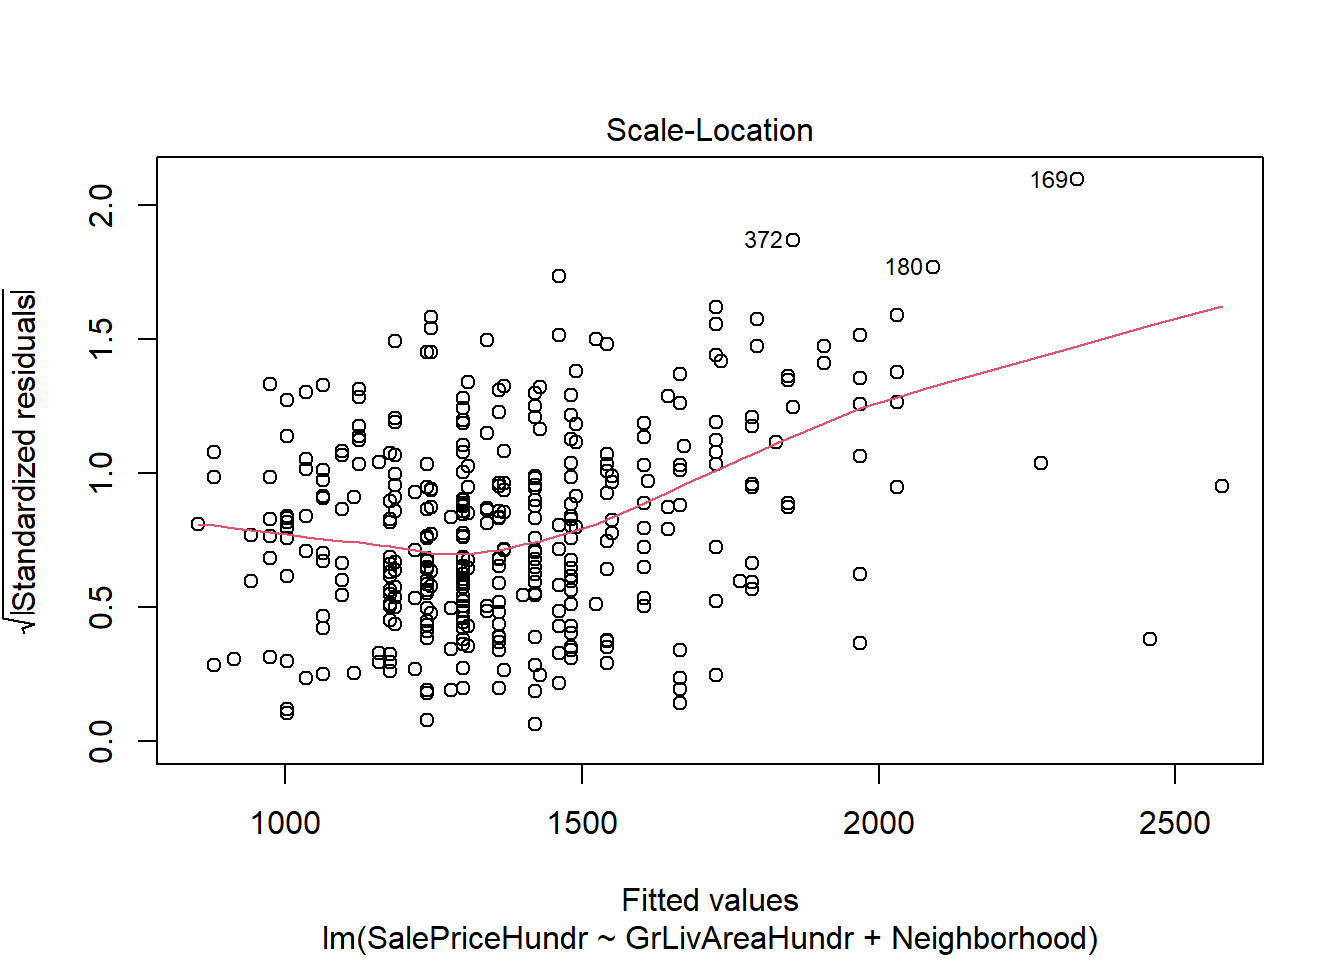 Scale-Location
√|Standardized residuals|
2.0
1.5
1.0
0.5
0.0
169
372
180
1000 1500 2000 2500
Fitted values
lm(SalePriceHundr ~ GrLivAreaHundr + Neighborhood)